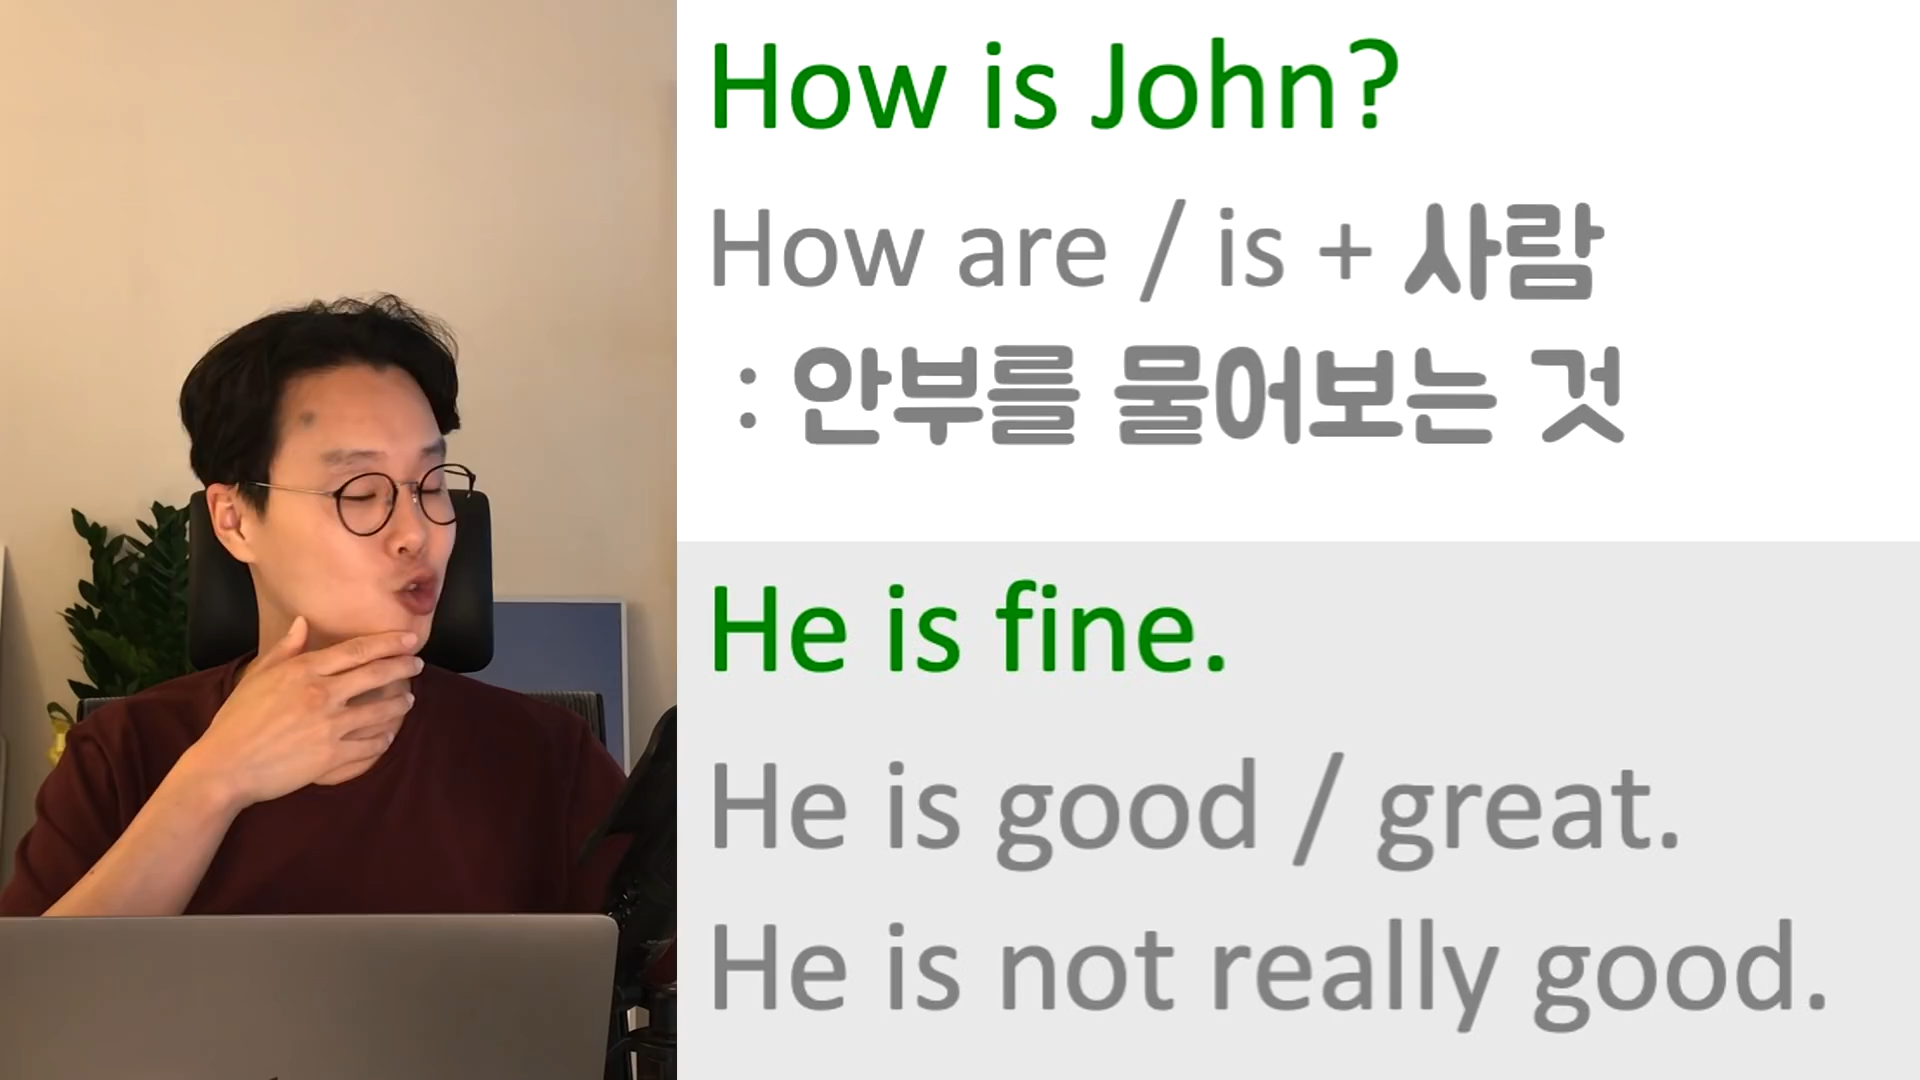 How is John?
How are / is + 사람
: 안부를 물어보는 것
He is fine.
He is good / great.
He is not really good.